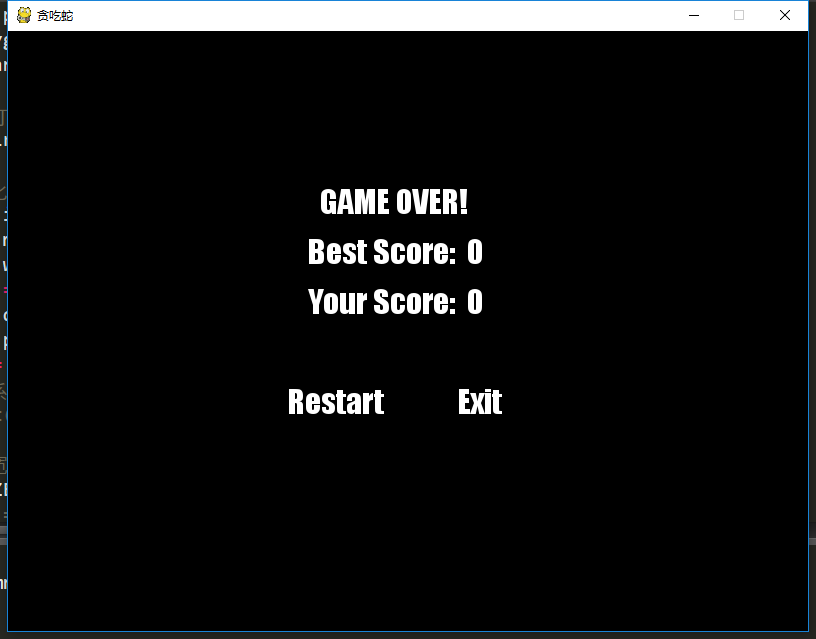 贪吃蛇
GAME OVER!
Best Score: 0
Your Score: 0
Restart Exit